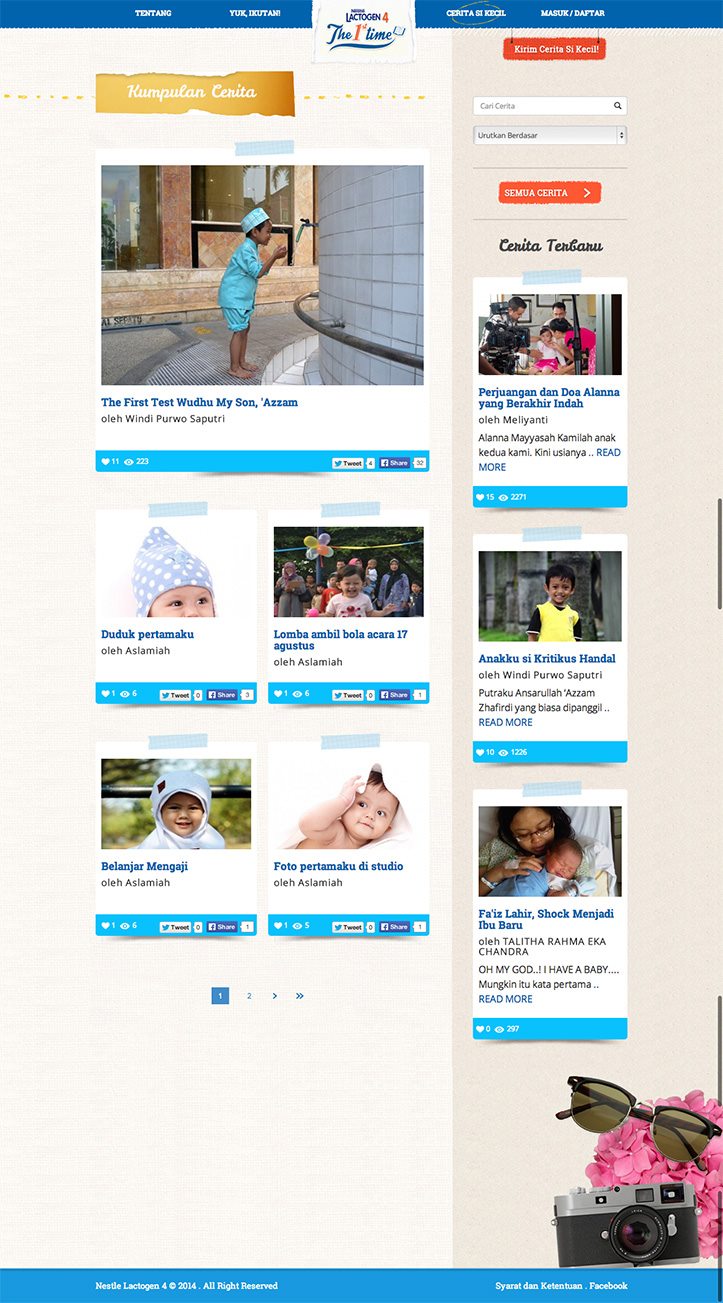 TENTANG
YUK, IKUTAN!
NESTLE
LACTOGEN 4
The 1st time
CERITA SI KECIL
MASUK / DAFTAR
Kirim Cerita Si Kecil!
Kumpulan Cerita
The First Test Wudhu My Son, 'Azzam
oleh Windi Purwo Saputri
11 223
Tweet 4 Share 32
Duduk pertamaku
oleh Aslamiah
1 6
Tweet 0 Share 3
Lomba ambil bola acara 17
agustus
oleh Aslamiah
1 6
Tweet 0 Share 1
Belanjar Mengaji
oleh Aslamiah
1 6
Tweet 0 Share 1
Foto pertamaku di studio
oleh Aslamiah
1 5
Tweet 0 Share 1
1 2 > »
Cari Cerita
Urutkan Berdasar
SEMUA CERITA
Cerita Terbaru
Perjuangan dan Doa Alanna
yang Berakhir Indah
oleh Meliyanti
Alanna Mayyasah Kamilah anak
kedua kami. Kini usianya .. READ
MORE
15 2271
Anakku si Kritikus Handal
oleh Windi Purwo Saputri
Putraku Ansarullah 'Azzam
Zhafirdi yang biasa dipanggil ..
READ MORE
10 1226
Fa'iz Lahir, Shock Menjadi
Ibu Baru
oleh TALITHA RAHMA EKA
CHANDRA
OH MY GOD..! I HAVE A BABY....
Mungkin itu kata pertama ..
READ MORE
0 297
Nestle Lactogen 4 © 2014 . All Right Reserved
Syarat dan Ketentuan . Facebook